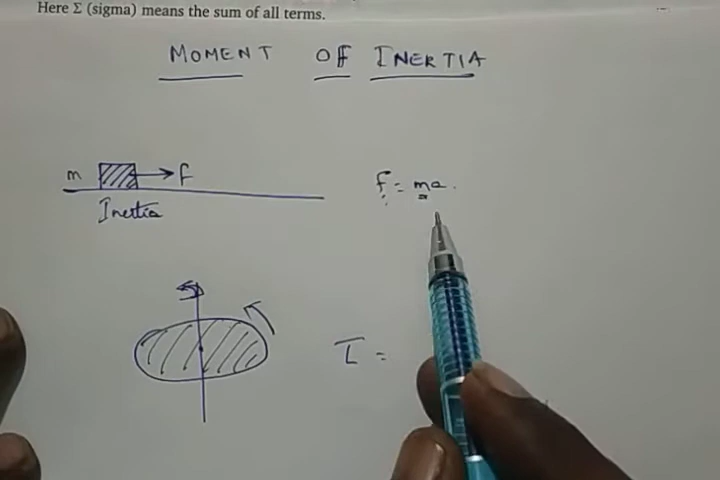 Here Σ (sigma) means the sum of all terms.
MOMENT OF INERTIA
m
F
f = ma.
Inertia
τ =